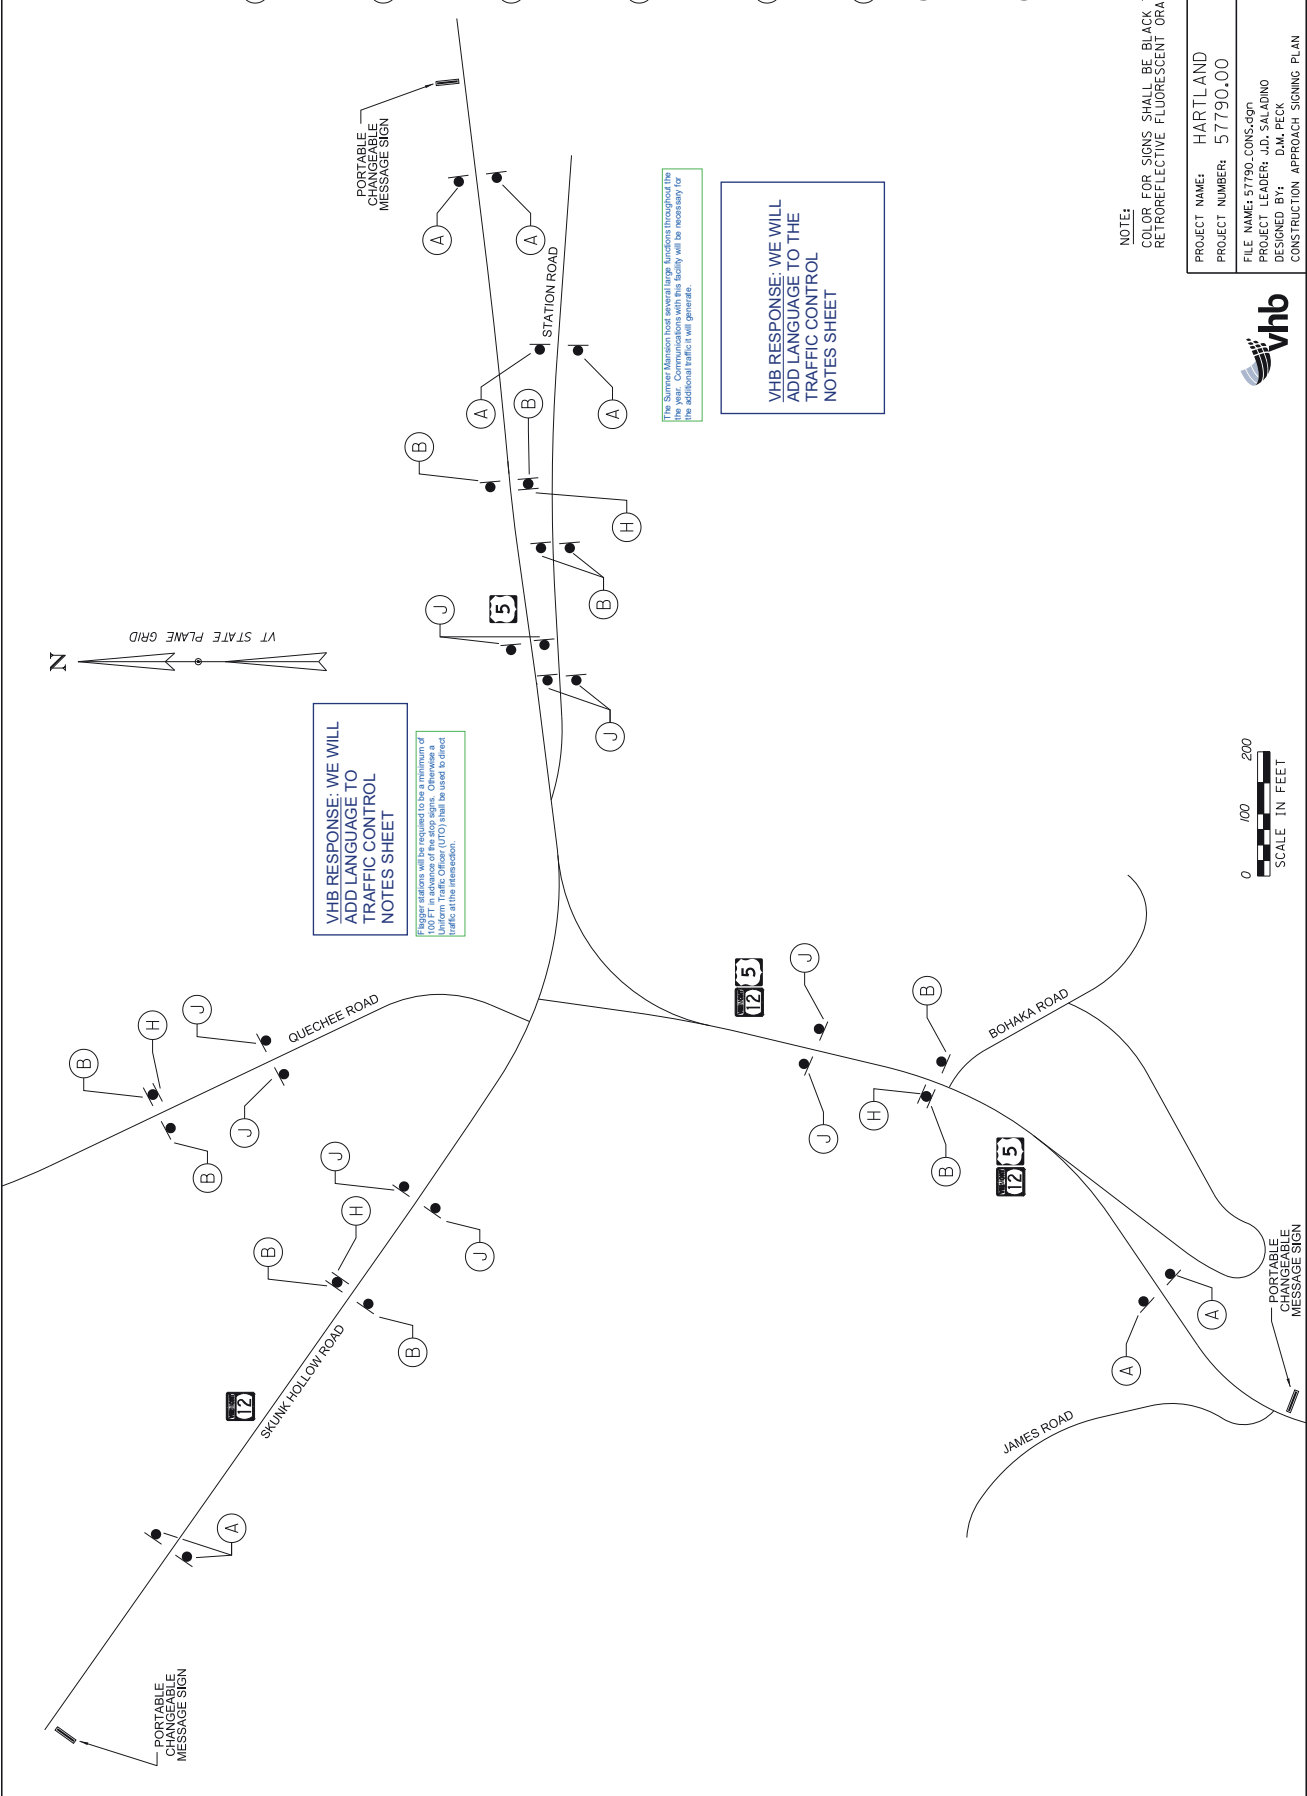 PORTABLE
CHANGEABLE
MESSAGE SIGN
A
SKUNK HOLLOW ROAD
VERMONT
12
B
B
H
J
J
B
B
H
J
J
QUECHEE ROAD
VHB RESPONSE: WE WILL
ADD LANGUAGE TO
TRAFFIC CONTROL
NOTES SHEET
Flagger stations will be required to be a minimum of
100 FT in advance of the stop signs. Otherwise a
Uniform Traffic Officer (UTO) shall be used to direct
traffic at the intersection.
N
VT STATE PLANE GRID
J
5
J
B
H
B
B
A
A
STATION ROAD
A
A
PORTABLE
CHANGEABLE
MESSAGE SIGN
The Sumner Mansion host several large functions throughout the
the year. Communications with this facility will be necessary for
the additional traffic it will generate.
VHB RESPONSE: WE WILL
ADD LANGUAGE TO THE
TRAFFIC CONTROL
NOTES SHEET
VERMONT
12
5
J
J
H
B
B
BOHAKA ROAD
VERMONT
12
5
JAMES ROAD
A
A
PORTABLE
CHANGEABLE
MESSAGE SIGN
0
100
200
SCALE IN FEET
vhb
NOTE:
COLOR FOR SIGNS SHALL BE BLACK
RETROREFLECTIVE FLUORESCENT ORA
PROJECT NAME: HARTLAND
PROJECT NUMBER: 57790.00
FILE NAME: 57790_CONS.dgn
PROJECT LEADER: J.D. SALADINO
DESIGNED BY: D.M. PECK
CONSTRUCTION APPROACH SIGNING PLAN